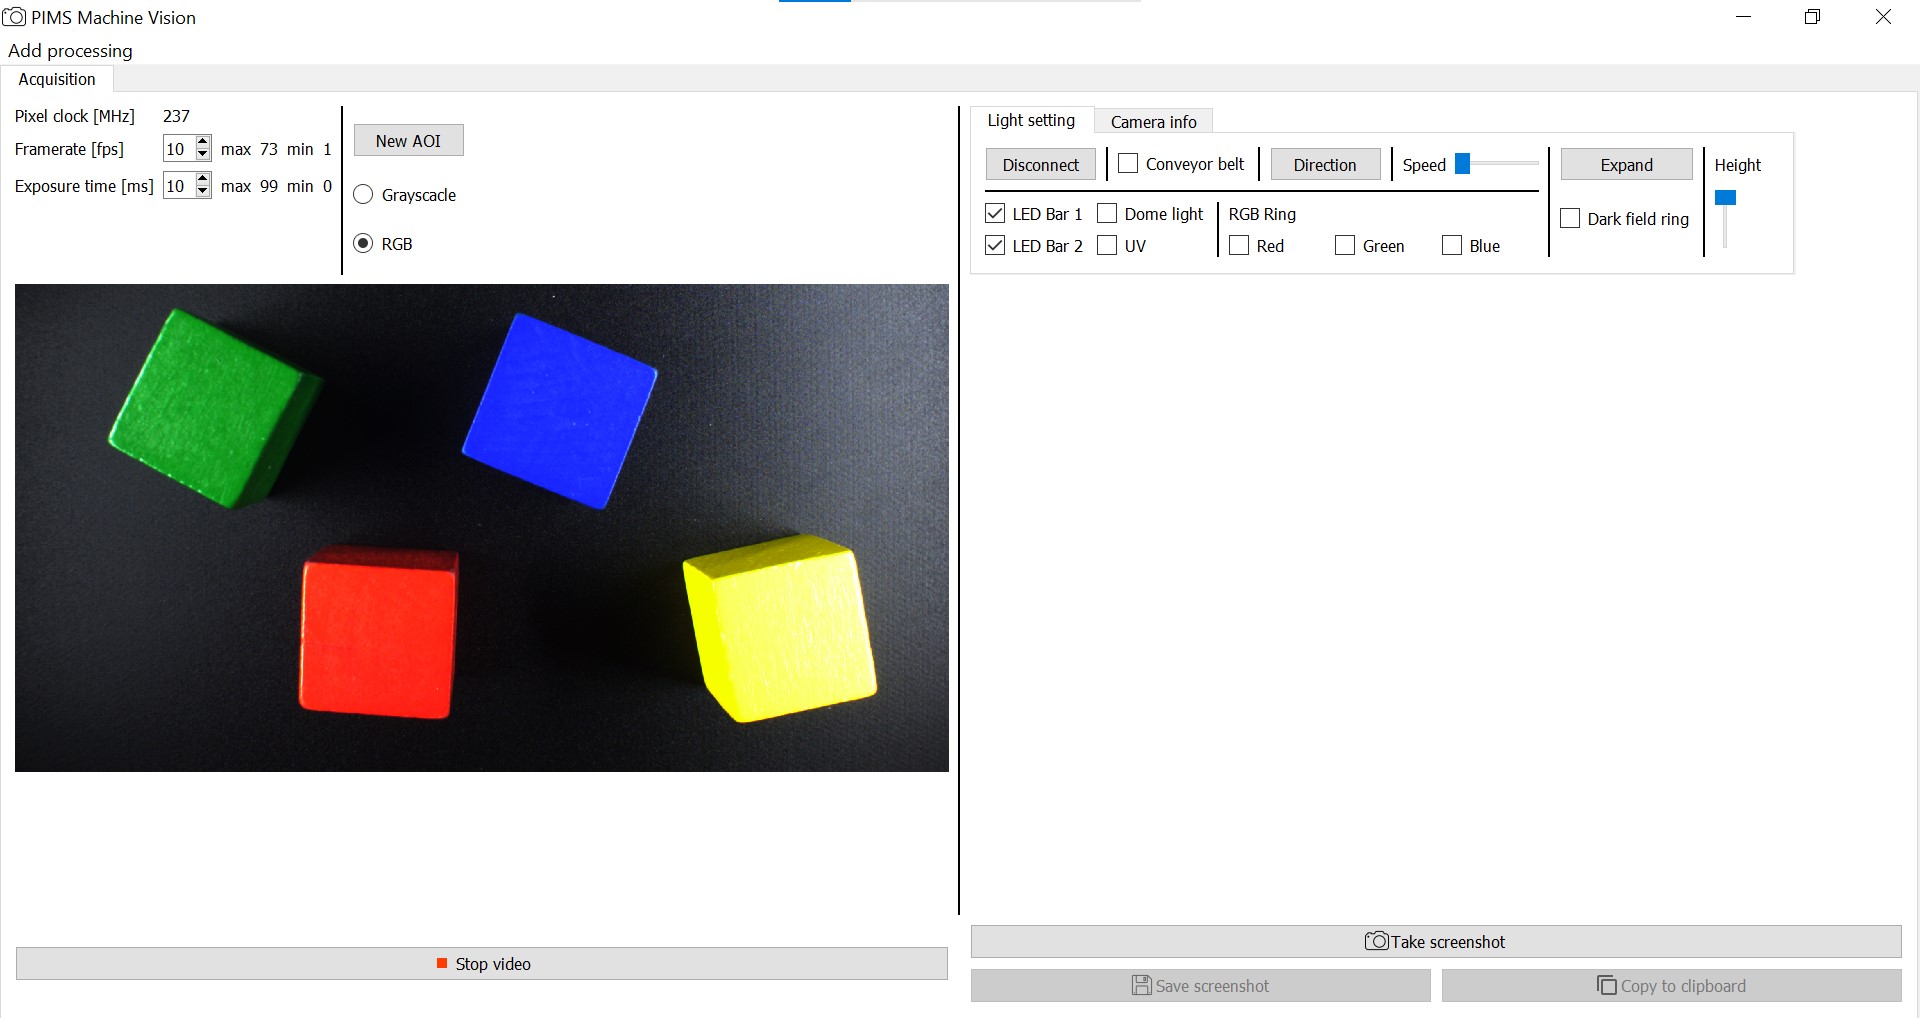 PIMS Machine Vision
Add processing
Acquisition
Pixel clock [MHz] 237
Framerate [fps] 10 max 73 min 1
Exposure time [ms] 10 max 99 min 0
New AOI
Grayscacle
RGB
Stop video
Light setting Camera info
Disconnect Conveyor belt Direction Speed Expand Height
LED Bar 1 Dome light RGB Ring Dark field ring
LED Bar 2 UV Red Green Blue
Take screenshot
Save screenshot Copy to clipboard